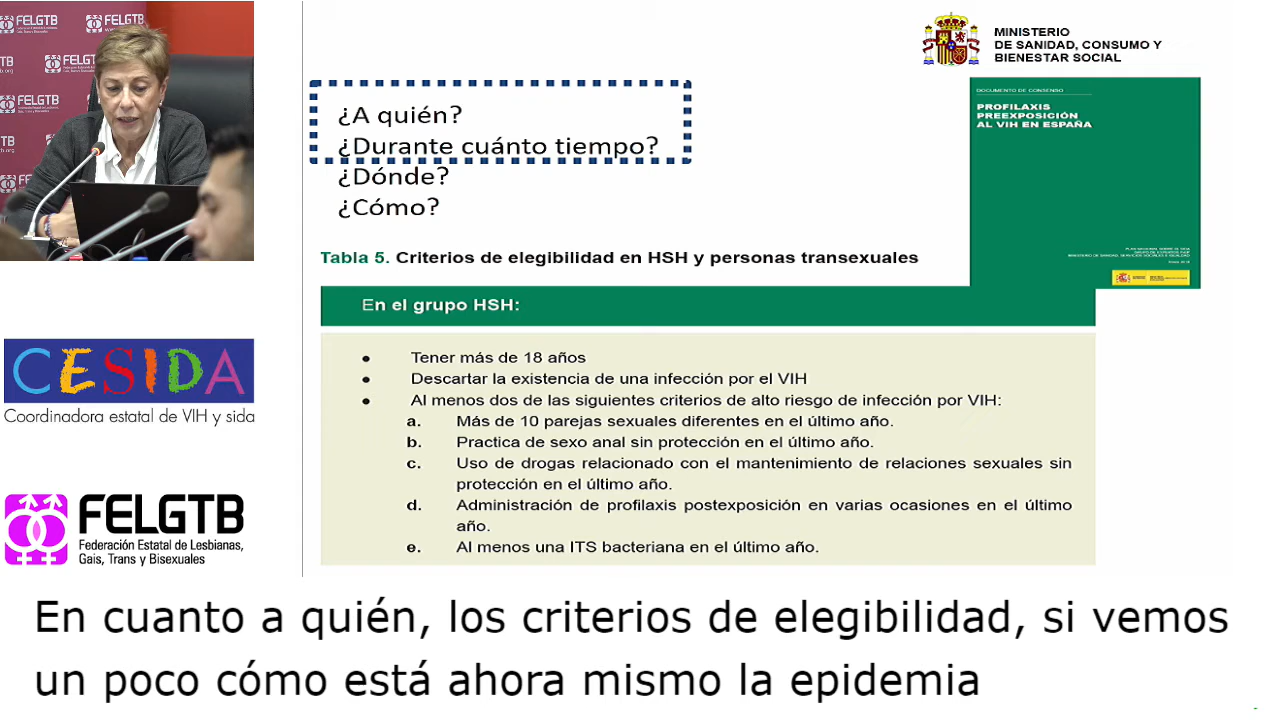 FELGTB
FELGTB
FELGTB
FELGTB
FELGTB
MINISTERIO
DE SANIDAD, CONSUMO Y
BIENESTAR SOCIAL
¿A quién?
¿Durante cuánto tiempo?
¿Dónde?
¿Cómo?
DOCUMENTO DE CONSENSO
PROFILAXIS
PREEXPOSICIÓN
AL VIH EN ESPAÑA
Tabla 5. Criterios de elegibilidad en HSH y personas transexuales
En el grupo HSH:
• Tener más de 18 años
• Descartar la existencia de una infección por el VIH
• Al menos dos de las siguientes criterios de alto riesgo de infección por VIH:
a. Más de 10 parejas sexuales diferentes en el último año.
b. Practica de sexo anal sin protección en el último año.
c. Uso de drogas relacionado con el mantenimiento de relaciones sexuales sin
protección en el último año.
d. Administración de profilaxis postexposición en varias ocasiones en el último
año.
e. Al menos una ITS bacteriana en el último año.
CESIDA
Coordinadora estatal de VIH y sida
FELGTB
Federación Estatal de Lesbianas,
Gais, Trans y Bisexuales
En cuanto a quién, los criterios de elegibilidad, si vemos
un poco cómo está ahora mismo la epidemia